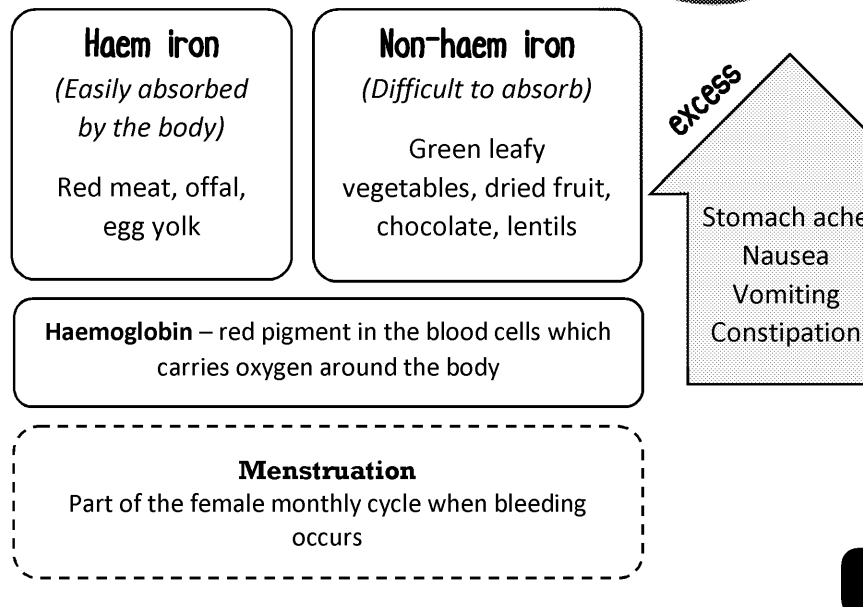 Haem iron
(Easily absorbed
by the body)
Red meat, offal,
egg yolk
Non-haem iron
(Difficult to absorb)
Green leafy
vegetables, dried fruit,
chocolate, lentils
excess
Stomach ache
Nausea
Vomiting
Constipation
Haemoglobin – red pigment in the blood cells which
carries oxygen around the body
Menstruation
Part of the female monthly cycle when bleeding
occurs